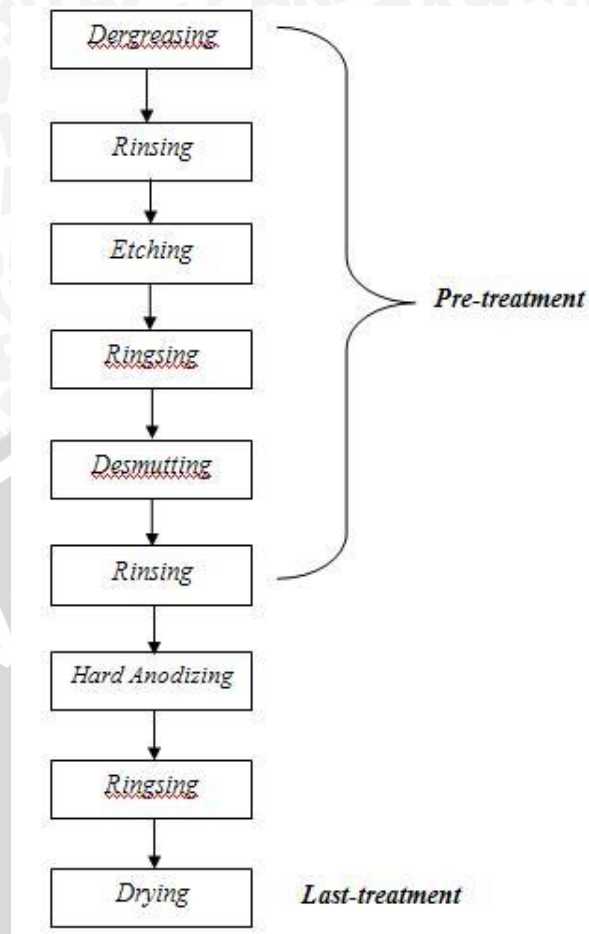 Dergreasing
Rinsing
Etching
Pre-treatment
Ringsing
Desmutting
Rinsing
Hard Anodizing
Ringsing
Drying
Last-treatment